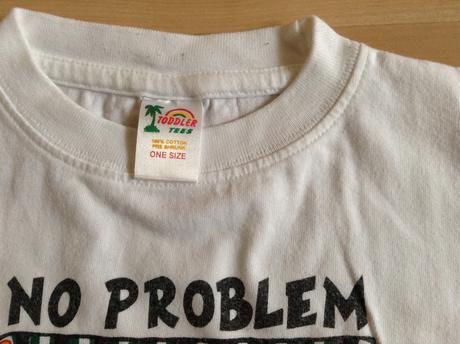 TODDLER
TEES
100% COTTON
PRE SHRUNK
ONE SIZE
NO PROBLEM